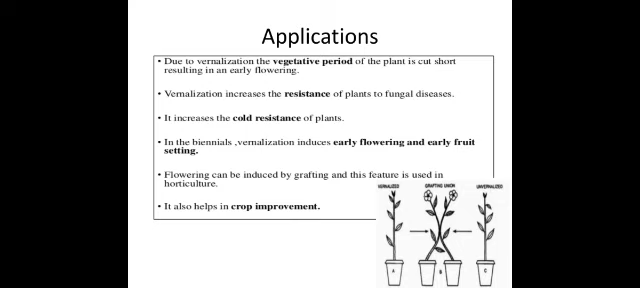 Applications
• Due to vernalization the vegetative period of the plant is cut short
resulting in an early flowering.
• Vernalization increases the resistance of plants to fungal diseases.
• It increases the cold resistance of plants.
• In the biennials ,vernalization induces early flowering and early fruit
setting.
• Flowering can be induced by grafting and this feature is used in
horticulture.
• It also helps in crop improvement.
VERNALIZED GRAFTING UNION UNVERNALIZED
A B C